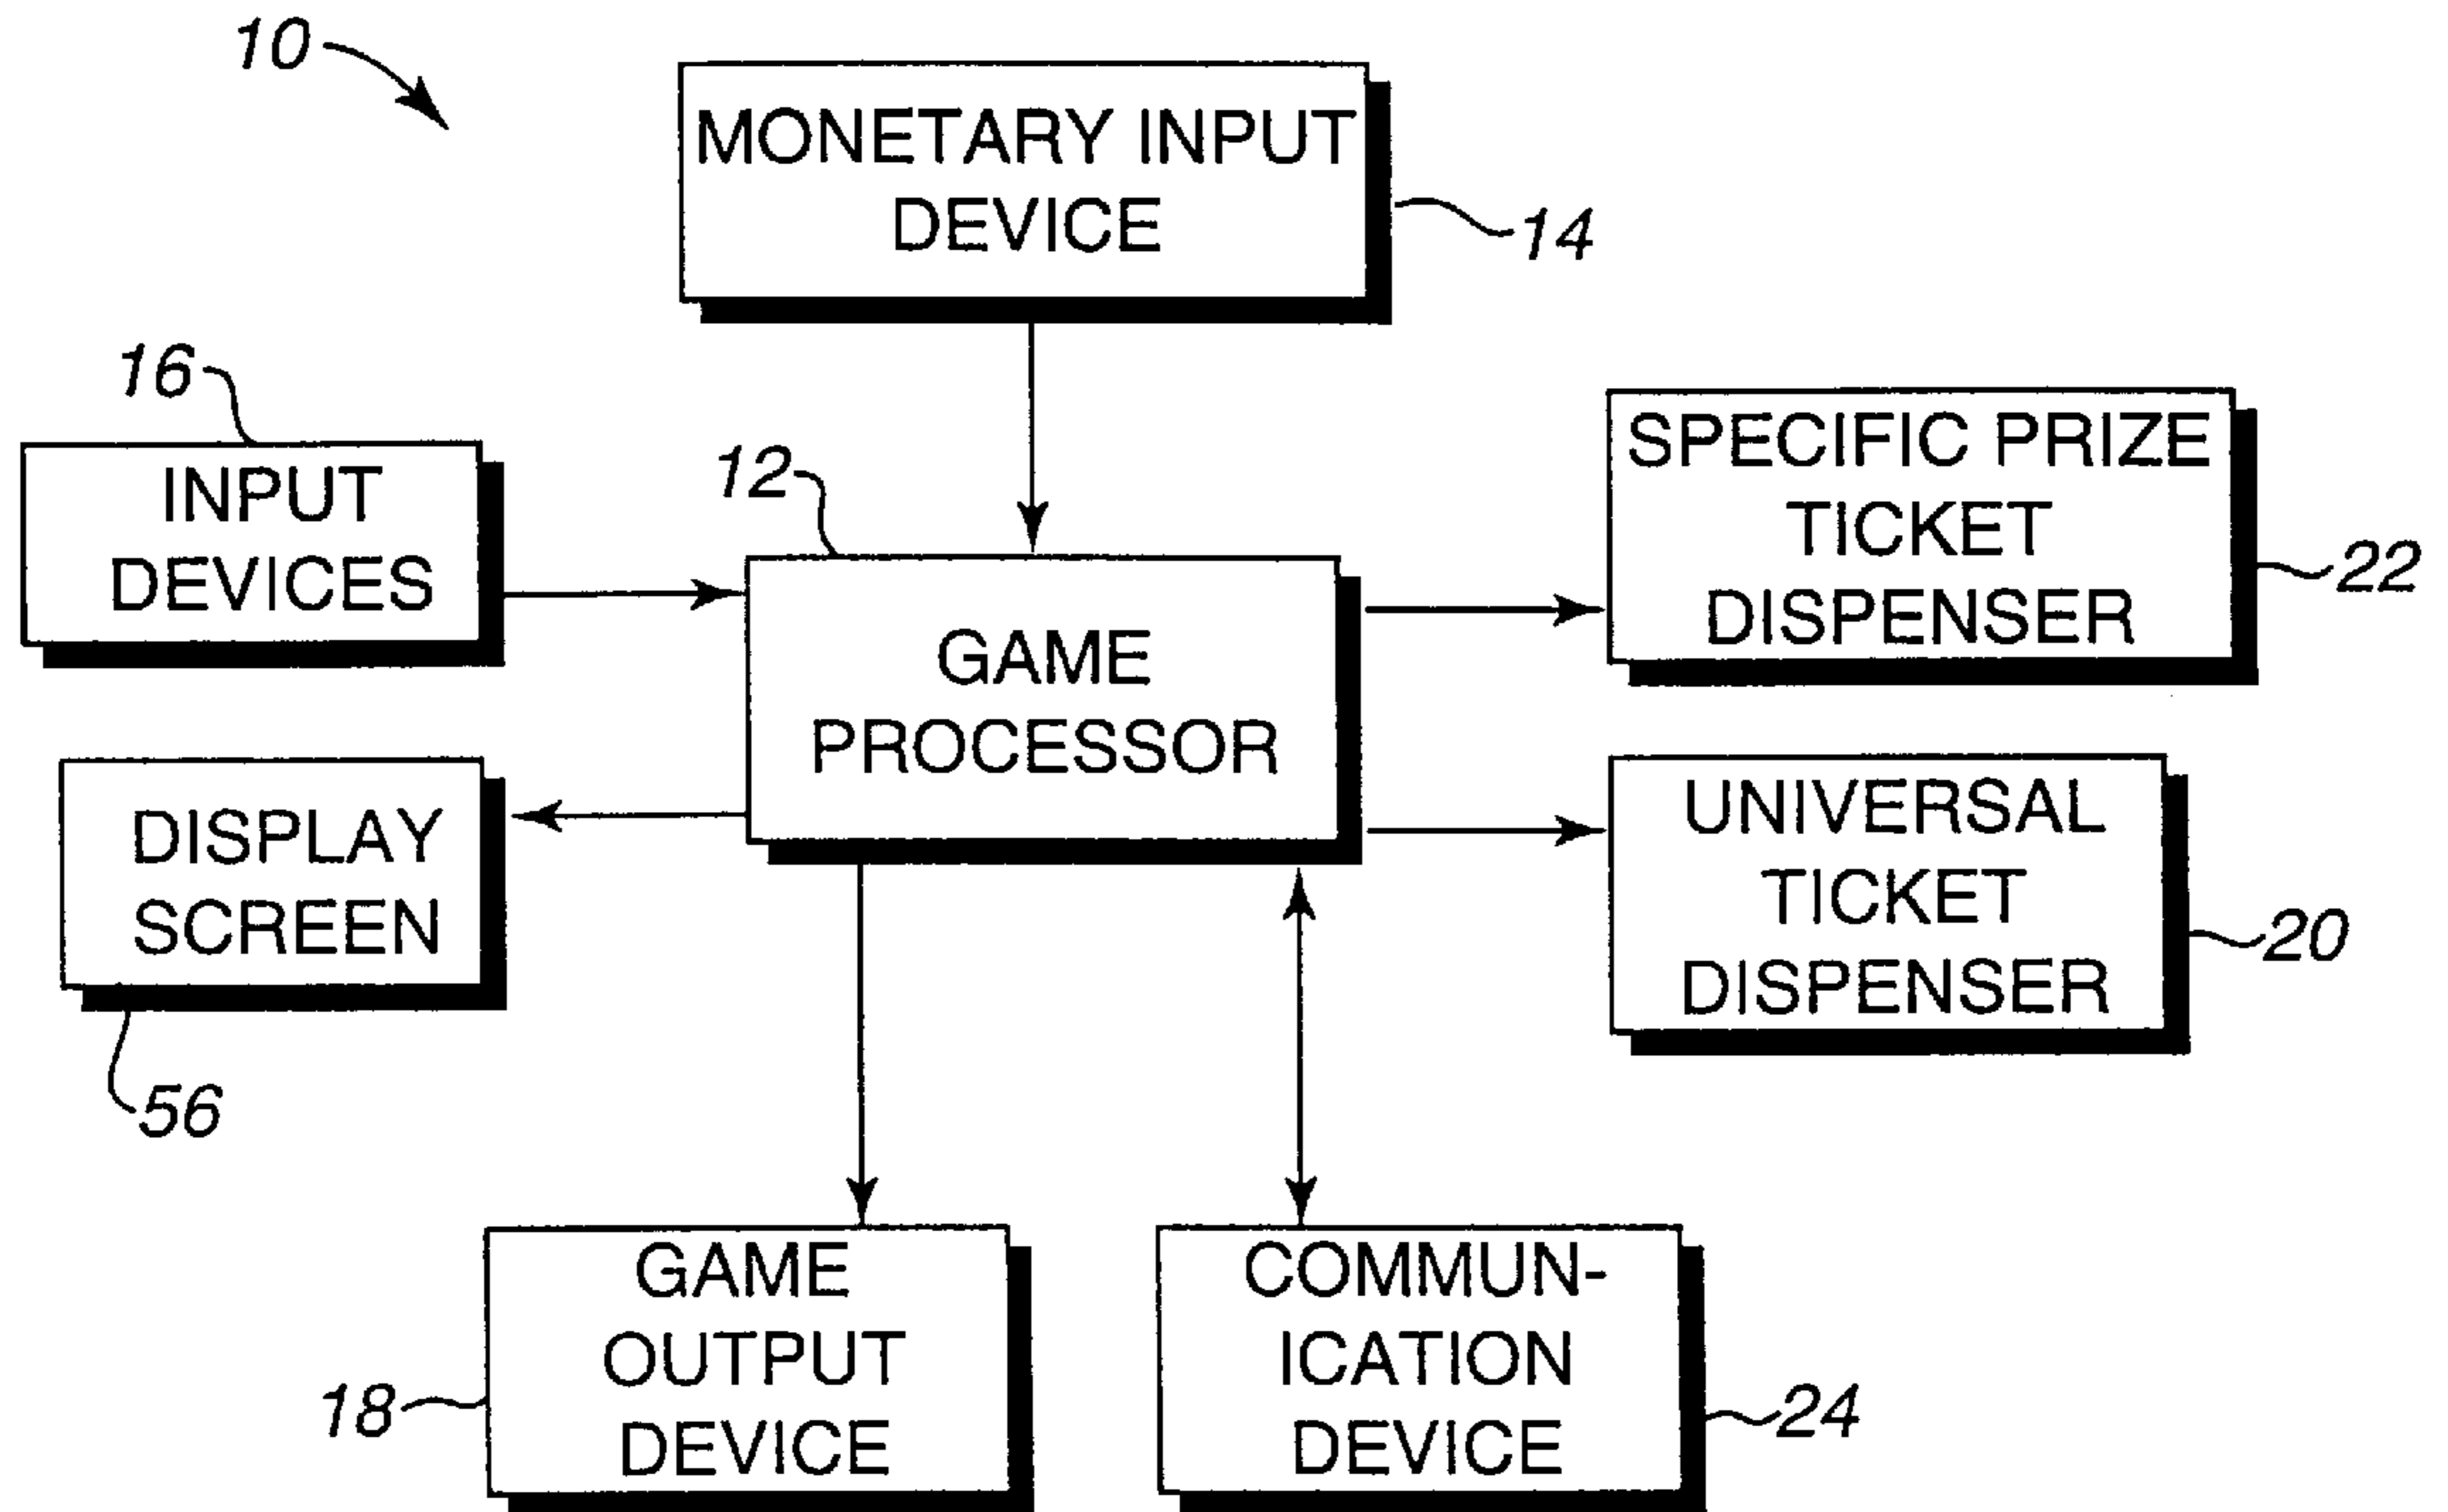 10
MONETARY INPUT
DEVICE
14
16
INPUT
DEVICES
12
GAME
PROCESSOR
SPECIFIC PRIZE
TICKET
DISPENSER
22
DISPLAY
SCREEN
56
UNIVERSAL
TICKET
DISPENSER
20
GAME
OUTPUT
DEVICE
18
COMMUN-
ICATION
DEVICE
24